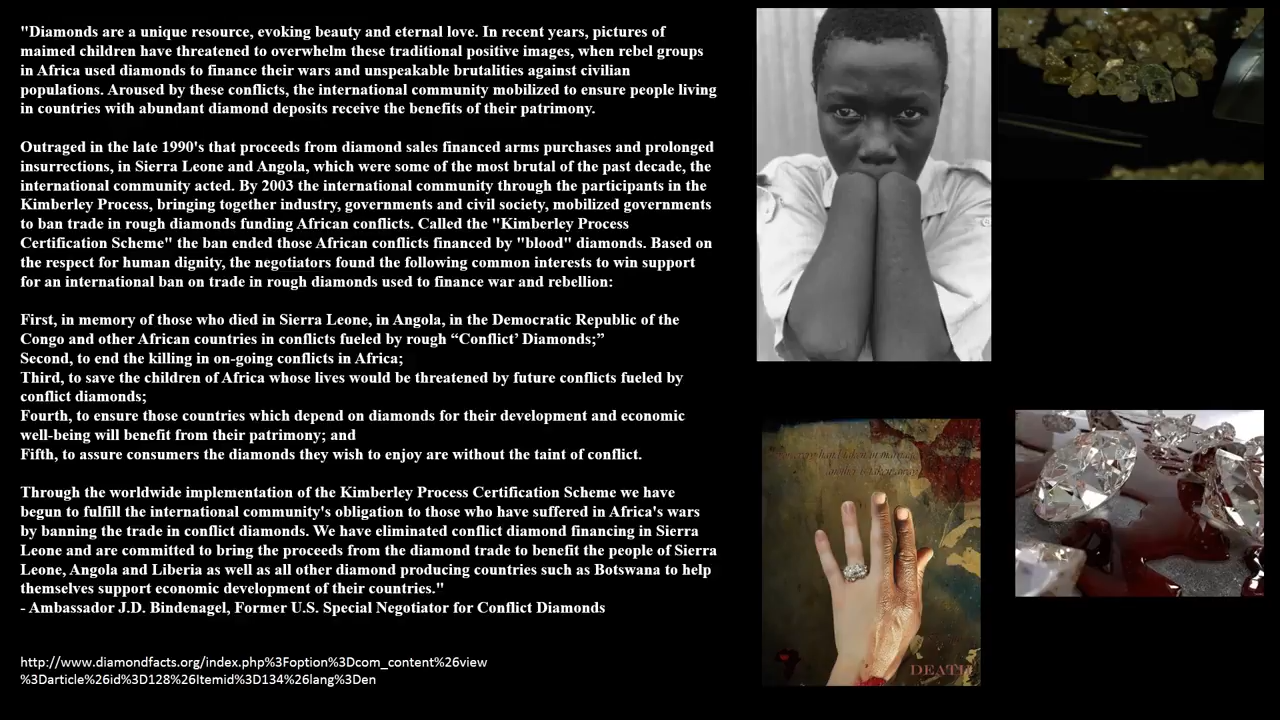 "Diamonds are a unique resource, evoking beauty and eternal love. In recent years, pictures of
maimed children have threatened to overwhelm these traditional positive images, when rebel groups
in Africa used diamonds to finance their wars and unspeakable brutalities against civilian
populations. Aroused by these conflicts, the international community mobilized to ensure people living
in countries with abundant diamond deposits receive the benefits of their patrimony.
Outraged in the late 1990's that proceeds from diamond sales financed arms purchases and prolonged
insurrections, in Sierra Leone and Angola, which were some of the most brutal of the past decade, the
international community acted. By 2003 the international community through the participants in the
Kimberley Process, bringing together industry, governments and civil society, mobilized governments
to ban trade in rough diamonds funding African conflicts. Called the "Kimberley Process
Certification Scheme" the ban ended those African conflicts financed by "blood" diamonds. Based on
the respect for human dignity, the negotiators found the following common interests to win support
for an international ban on trade in rough diamonds used to finance war and rebellion:
First, in memory of those who died in Sierra Leone, in Angola, in the Democratic Republic of the
Congo and other African countries in conflicts fueled by rough “Conflict’ Diamonds;”
Second, to end the killing in on-going conflicts in Africa;
Third, to save the children of Africa whose lives would be threatened by future conflicts fueled by
conflict diamonds;
Fourth, to ensure those countries which depend on diamonds for their development and economic
well-being will benefit from their patrimony; and
Fifth, to assure consumers the diamonds they wish to enjoy are without the taint of conflict.
Through the worldwide implementation of the Kimberley Process Certification Scheme we have
begun to fulfill the international community's obligation to those who have suffered in Africa's wars
by banning the trade in conflict diamonds. We have eliminated conflict diamond financing in Sierra
Leone and are committed to bring the proceeds from the diamond trade to benefit the people of Sierra
Leone, Angola and Liberia as well as all other diamond producing countries such as Botswana to help
themselves support economic development of their countries."
- Ambassador J.D. Bindenagel, Former U.S. Special Negotiator for Conflict Diamonds
http://www.diamondfacts.org/index.php%3Foption%3Dcom_content%26view
%3Darticle%26id%3D128%26Itemid%3D134%26lang%3Den
hand is taken in marriage
another is taken away
DEATH